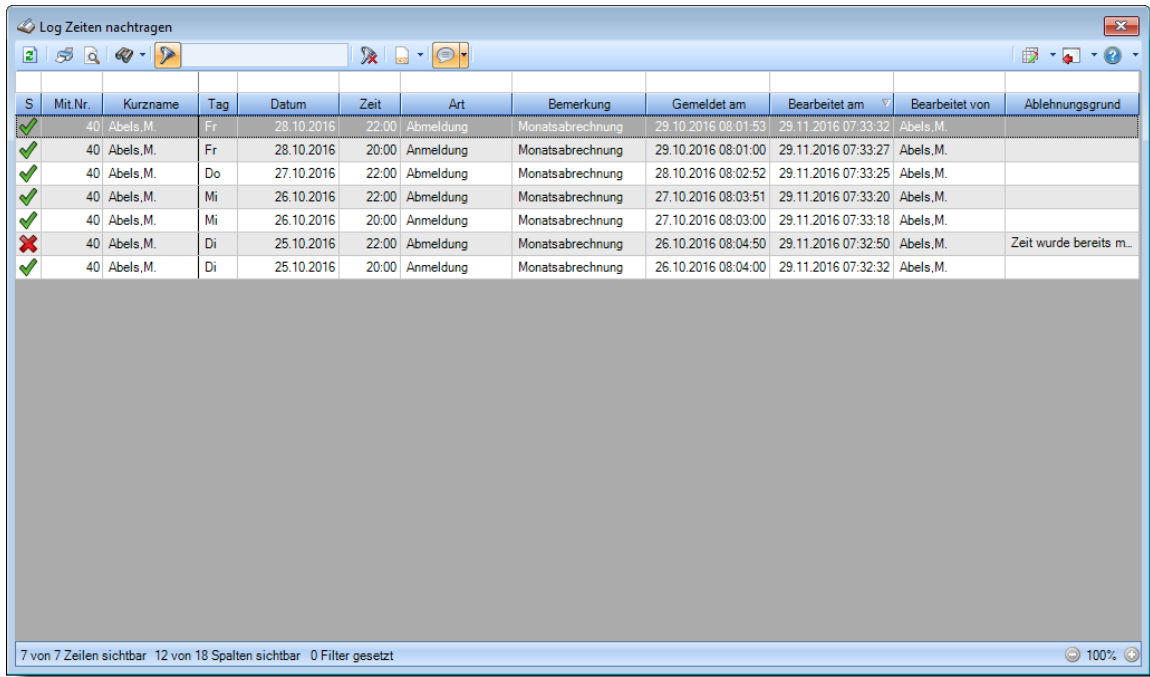 Log Zeiten nachtragen
S Mit.Nr. Kurzname Tag Datum Zeit Art Bemerkung Gemeldet am Bearbeitet am Bearbeitet von Ablehnungsgrund
40 Abels,M. Fr 28.10.2016 22:00 Abmeldung Monatsabrechnung 29.10.2016 08:01:53 29.11.2016 07:33:32 Abels,M.
40 Abels,M. Fr 28.10.2016 20:00 Anmeldung Monatsabrechnung 29.10.2016 08:01:00 29.11.2016 07:33:27 Abels,M.
40 Abels,M. Do 27.10.2016 22:00 Abmeldung Monatsabrechnung 28.10.2016 08:02:52 29.11.2016 07:33:25 Abels,M.
40 Abels,M. Mi 26.10.2016 22:00 Abmeldung Monatsabrechnung 27.10.2016 08:03:51 29.11.2016 07:33:20 Abels,M.
40 Abels,M. Mi 26.10.2016 20:00 Anmeldung Monatsabrechnung 27.10.2016 08:03:00 29.11.2016 07:33:18 Abels,M.
40 Abels,M. Di 25.10.2016 22:00 Abmeldung Monatsabrechnung 26.10.2016 08:04:50 29.11.2016 07:32:50 Abels,M. Zeit wurde bereits m...
40 Abels,M. Di 25.10.2016 20:00 Anmeldung Monatsabrechnung 26.10.2016 08:04:00 29.11.2016 07:32:32 Abels,M.
7 von 7 Zeilen sichtbar 12 von 18 Spalten sichtbar 0 Filter gesetzt 100%